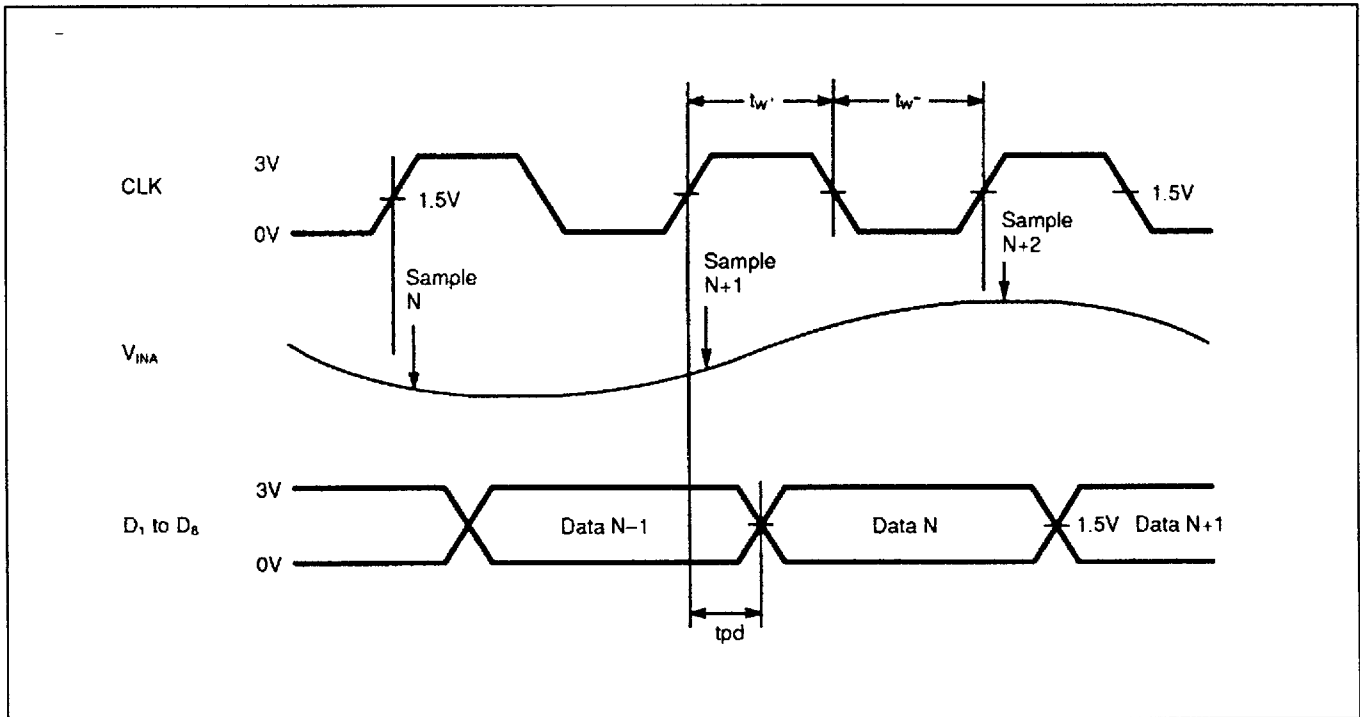 tw+
tw-
3V
CLK
1.5V
1.5V
0V
Sample
N+2
Sample
N+1
Sample
N
VINA
3V
D1 to D8
Data N-1
Data N
1.5V
Data N+1
0V
tpd